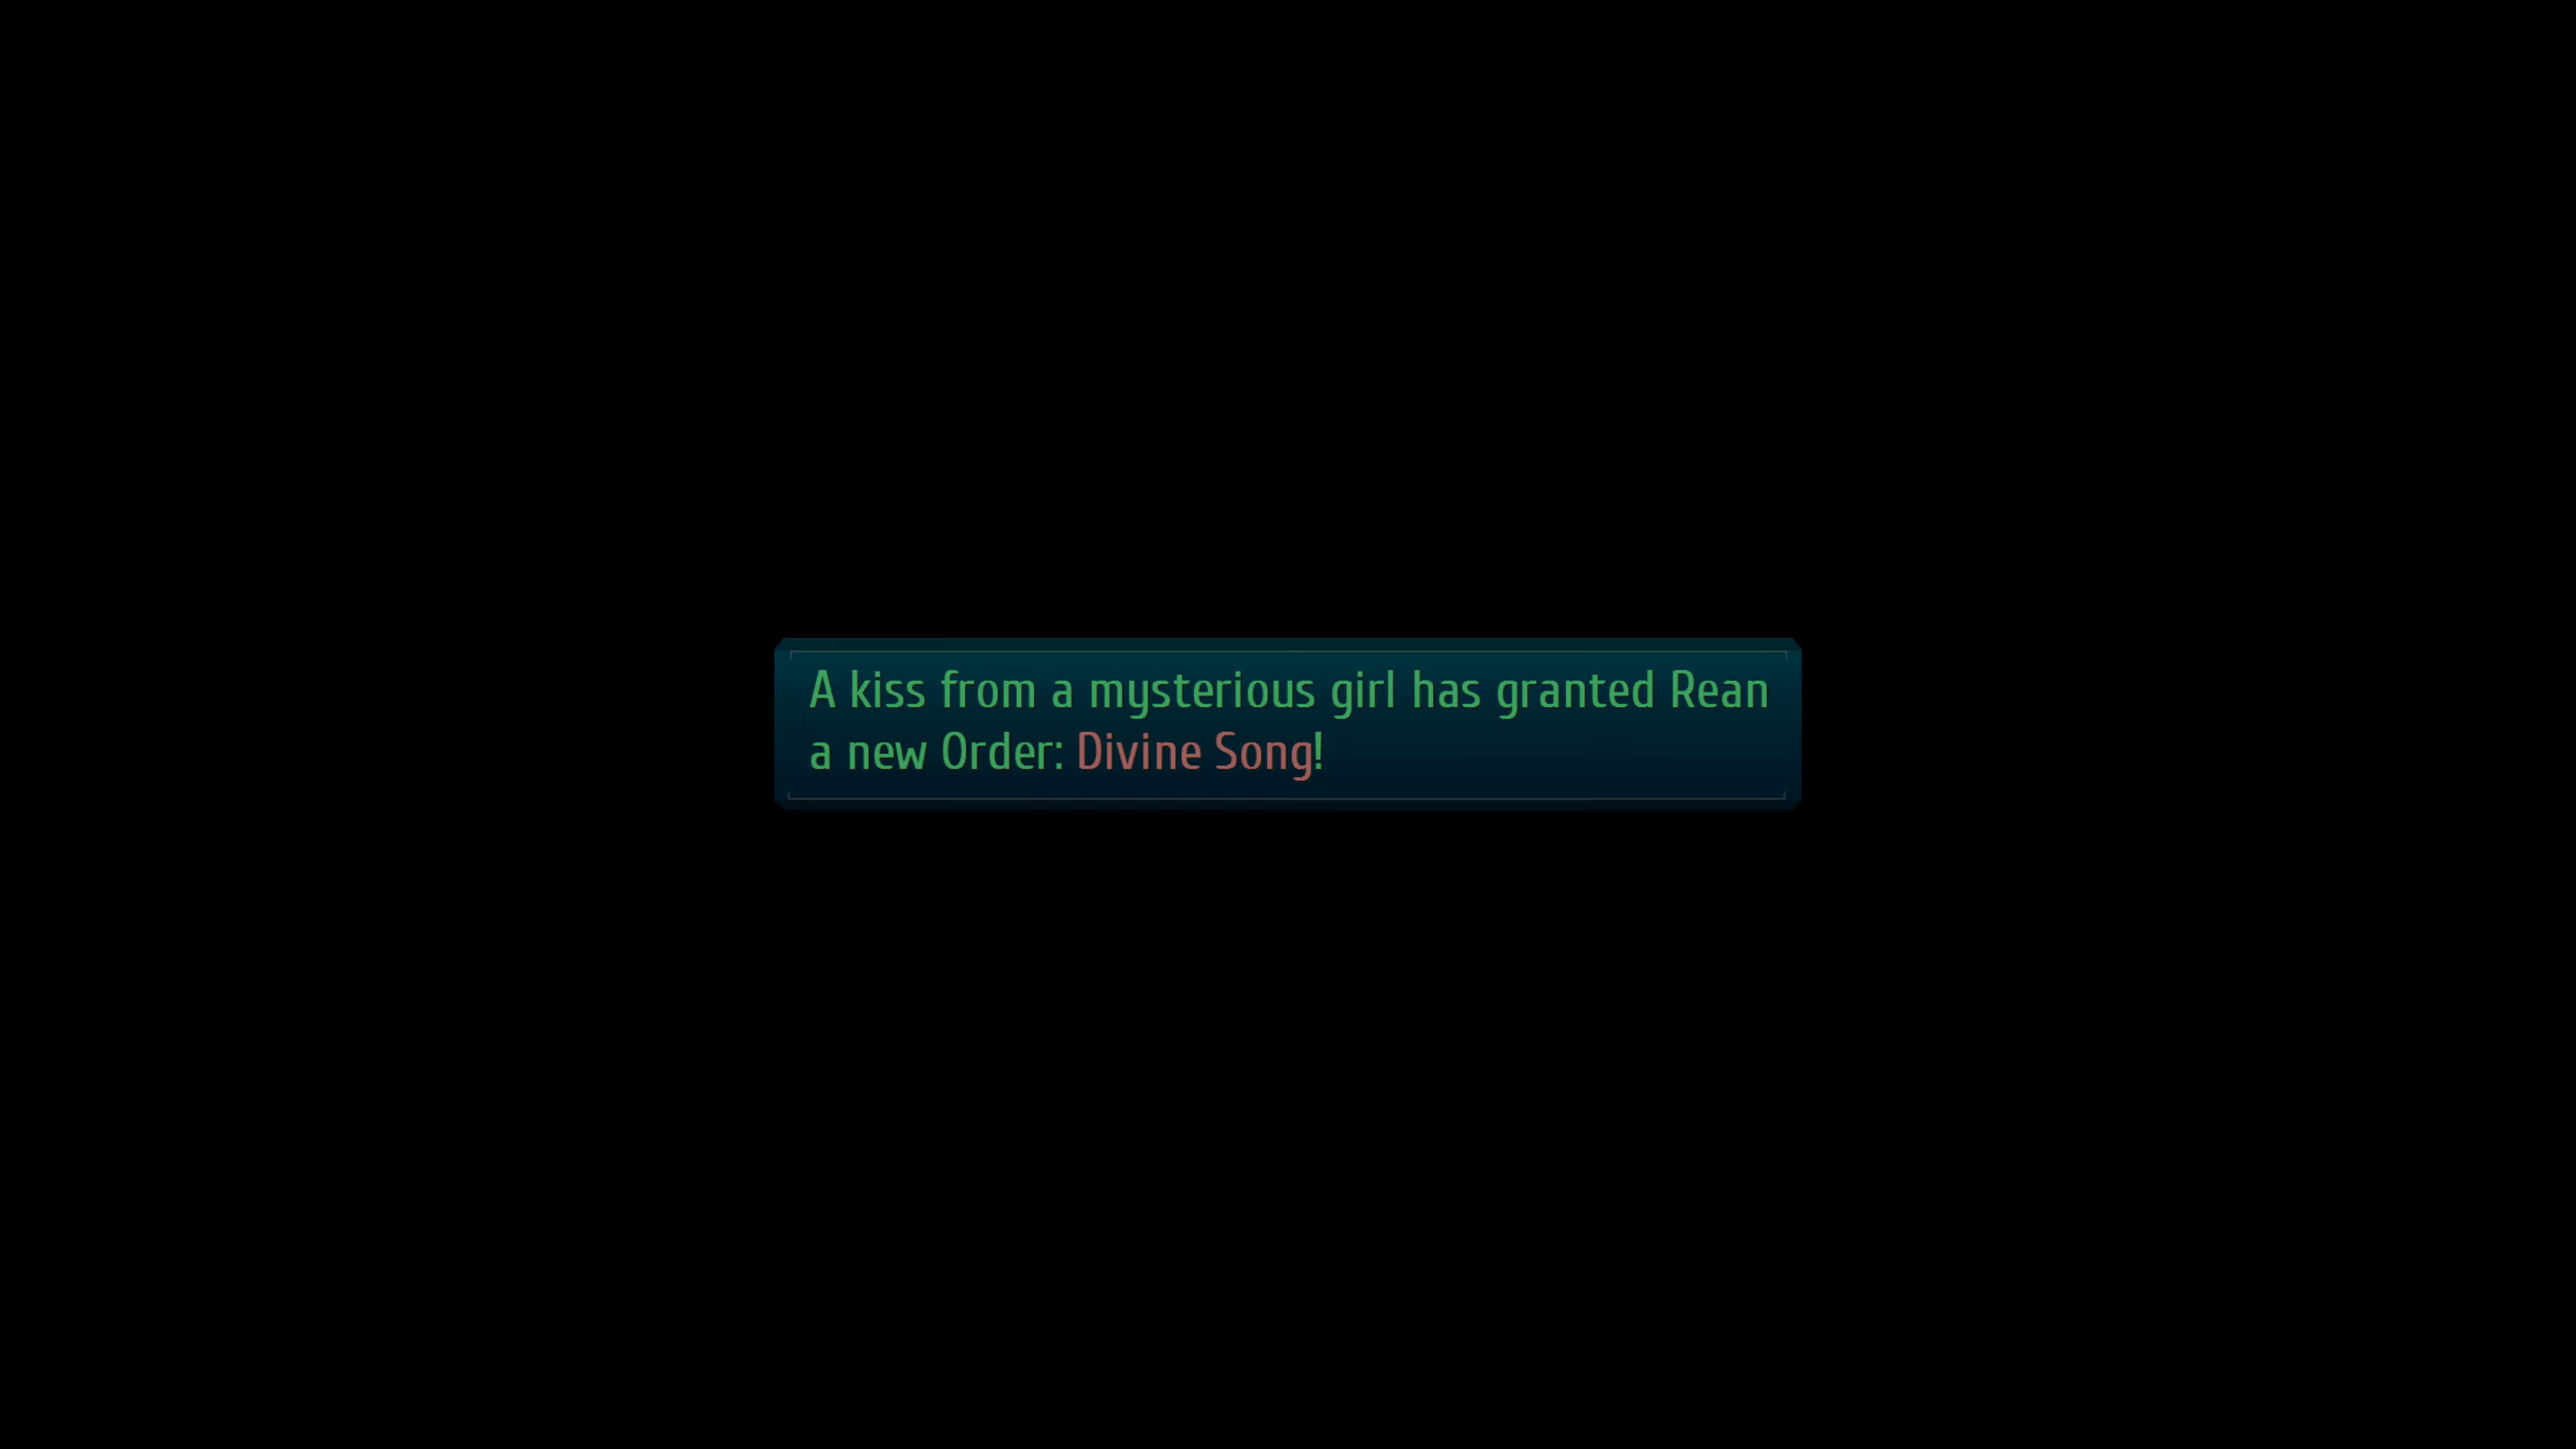 A kiss from a mysterious girl has granted Rean
a new Order: Divine Song!